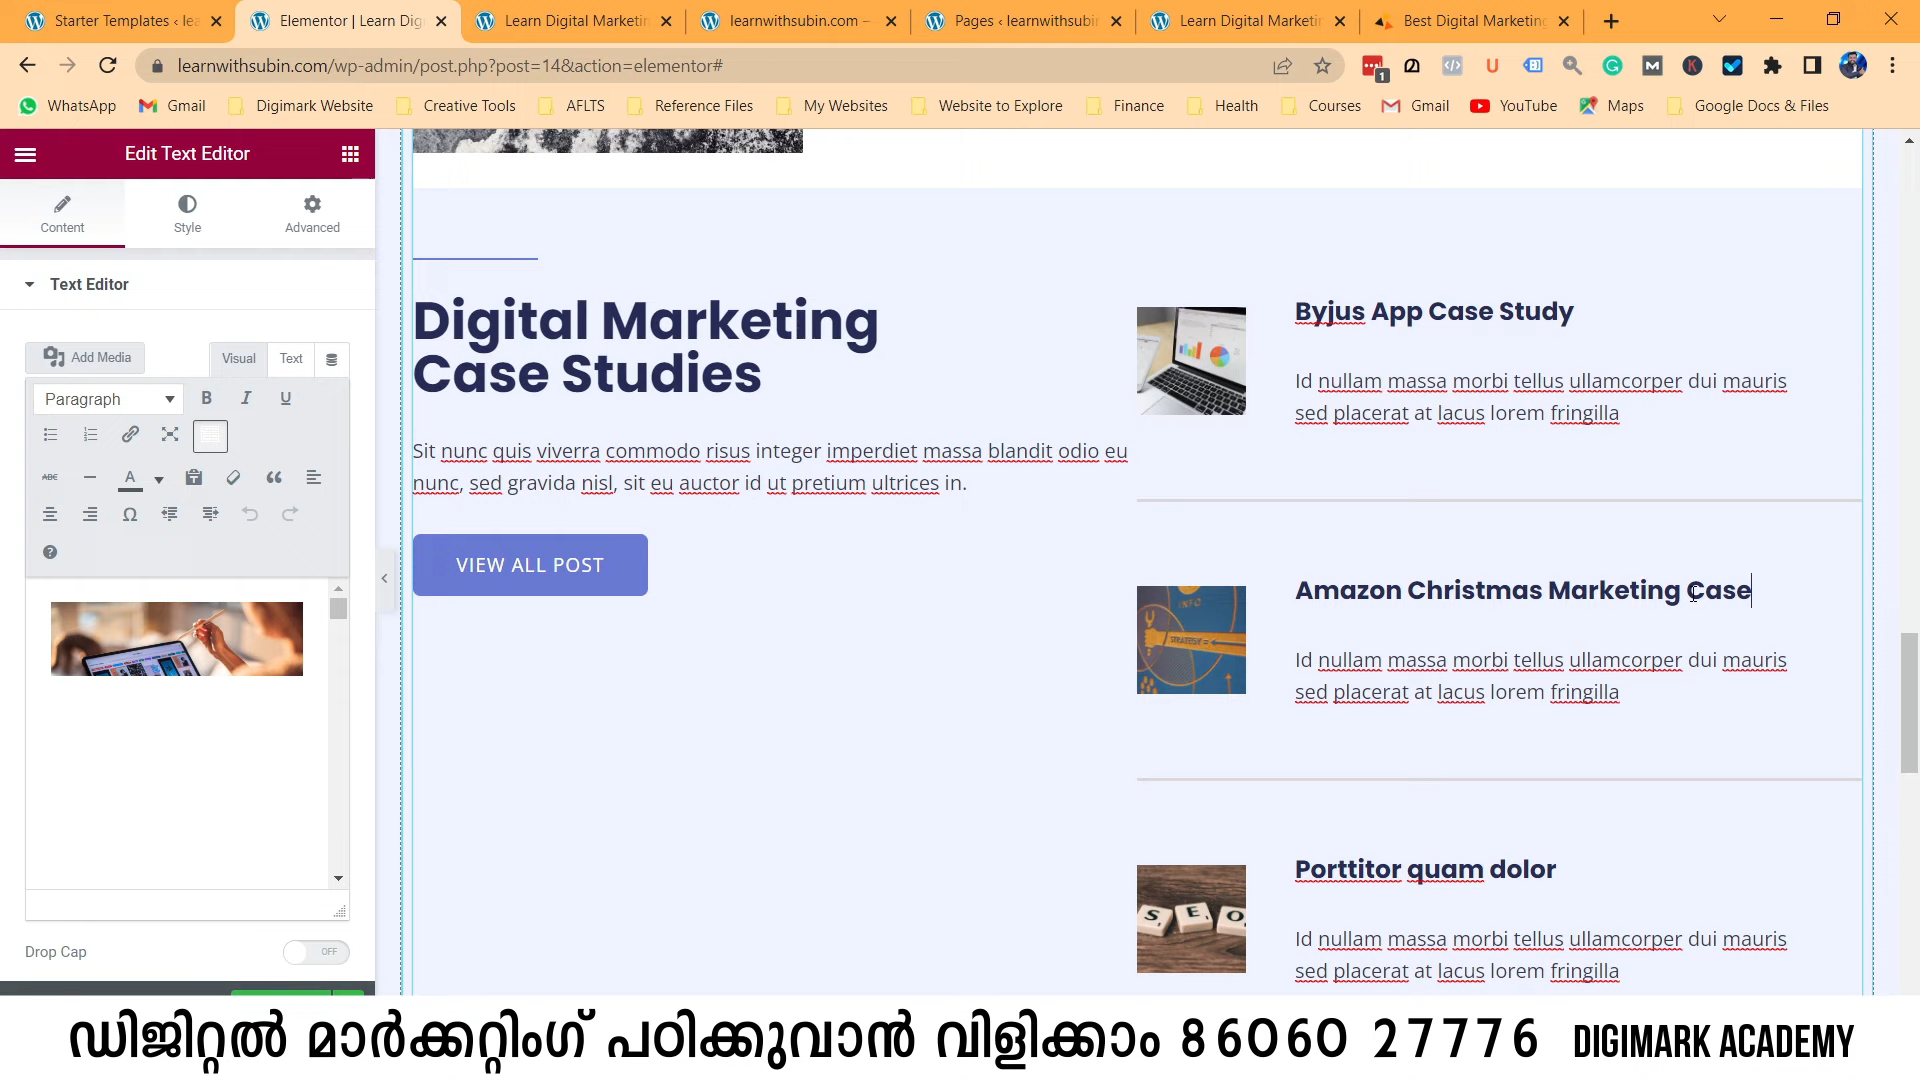 Starter Templates ‹ lea
Elementor | Learn Dig
Learn Digital Marketin
learnwithsubin.com –
Pages ‹ learnwithsubin
Learn Digital Marketin
Best Digital Marketing
learnwithsubin.com/wp-admin/post.php?post=14&action=elementor#
1
WhatsApp
Gmail
Digimark Website
Creative Tools
AFLTS
Reference Files
My Websites
Website to Explore
Finance
Health
Courses
Gmail
YouTube
Maps
Google Docs & Files
Edit Text Editor
Content
Style
Advanced
Text Editor
Add Media
Visual
Text
Paragraph
B
I
U
ABC
A
Drop Cap
OFF
Digital Marketing
Case Studies
Sit nunc quis viverra commodo risus integer imperdiet massa blandit odio eu
nunc, sed gravida nisl, sit eu auctor id ut pretium ultrices in.
VIEW ALL POST
Byjus App Case Study
Id nullam massa morbi tellus ullamcorper dui mauris
sed placerat at lacus lorem fringilla
INFO
STRATEGY
Amazon Christmas Marketing Case
Id nullam massa morbi tellus ullamcorper dui mauris
sed placerat at lacus lorem fringilla
S E O
Porttitor quam dolor
Id nullam massa morbi tellus ullamcorper dui mauris
sed placerat at lacus lorem fringilla
ഡിജിറ്റൽ മാർക്കറ്റിംഗ് പഠിക്കുവാൻ വിളിക്കാം 86060 27776 DIGIMARK ACADEMY